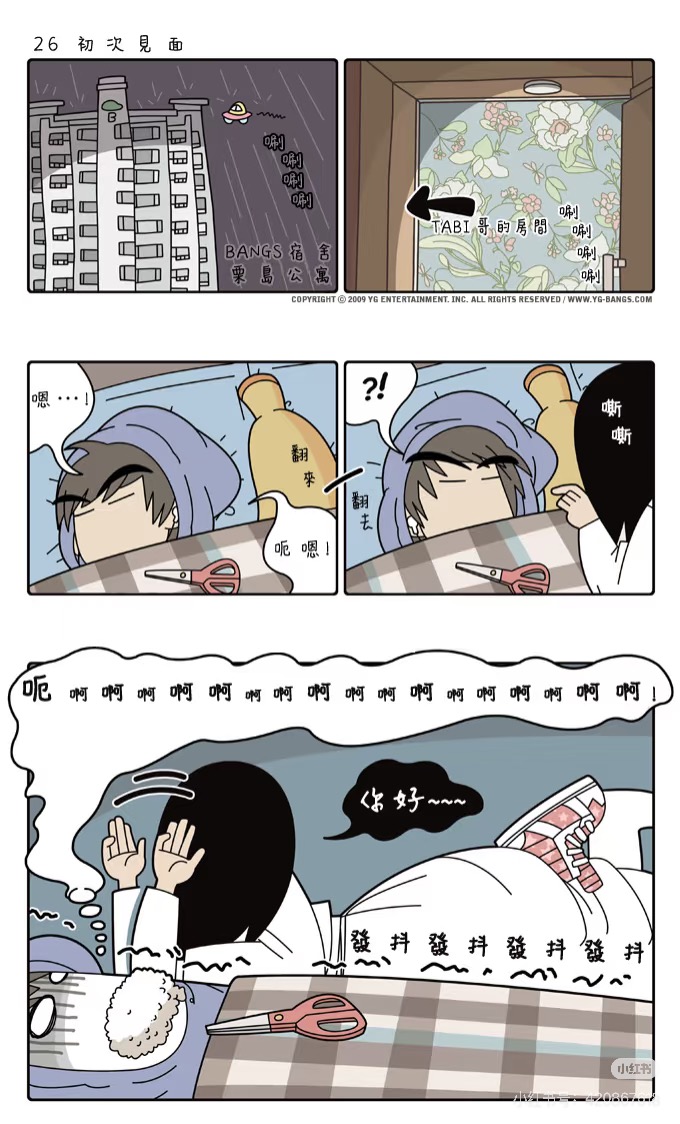 26 初次見面
B
唰
唰
唰
唰
BANGS宿舍
栗島公寓
TABI哥的房間
唰
唰
唰
唰
COPYRIGHT © 2009 YG ENTERTAINMENT. INC. ALL RIGHTS RESERVED / WWW.YG-BANGS.COM
嗯⋯!
翻來
呃嗯!
?!
翻去
嘶
嘶
呃啊啊啊啊啊啊啊啊啊啊啊啊啊啊啊啊!
你好~~~
發抖發抖發抖發抖
小红书